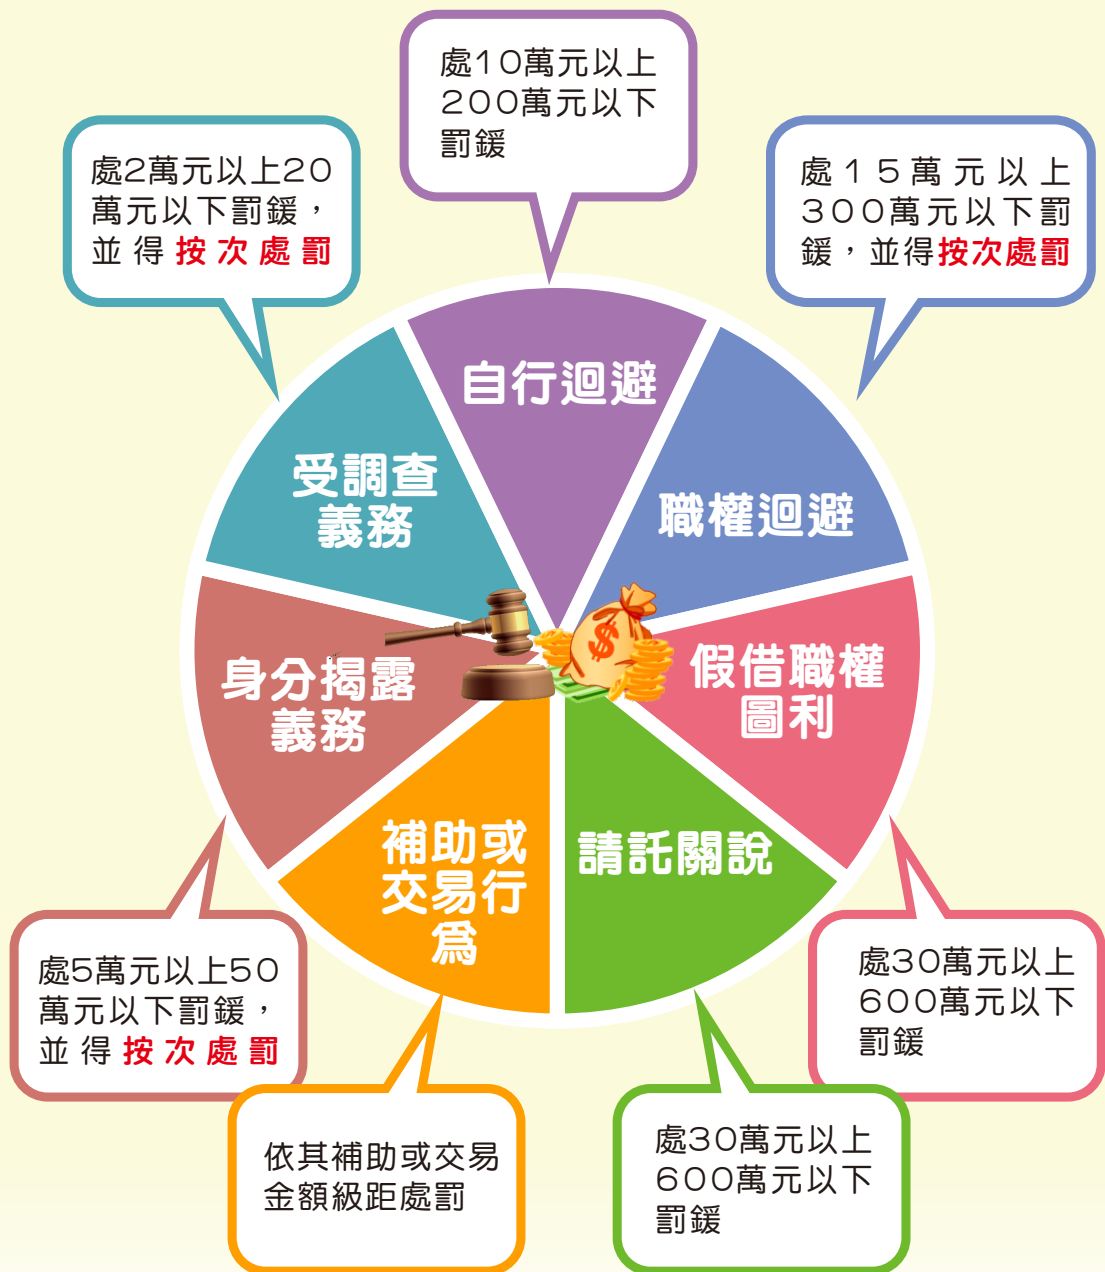 處10萬元以上
200萬元以下
罰鍰
處2萬元以上20
萬元以下罰鍰，
並得按次處罰
處15萬元以上
300萬元以下罰
鍰，並得按次處罰
自行迴避
受調查
義務
職權迴避
身分揭露
義務
$
假借職權
圖利
補助或
交易行
為
請託關說
處5萬元以上50
萬元以下罰鍰，
並得按次處罰
處30萬元以上
600萬元以下
罰鍰
依其補助或交易
金額級距處罰
處30萬元以上
600萬元以下
罰鍰